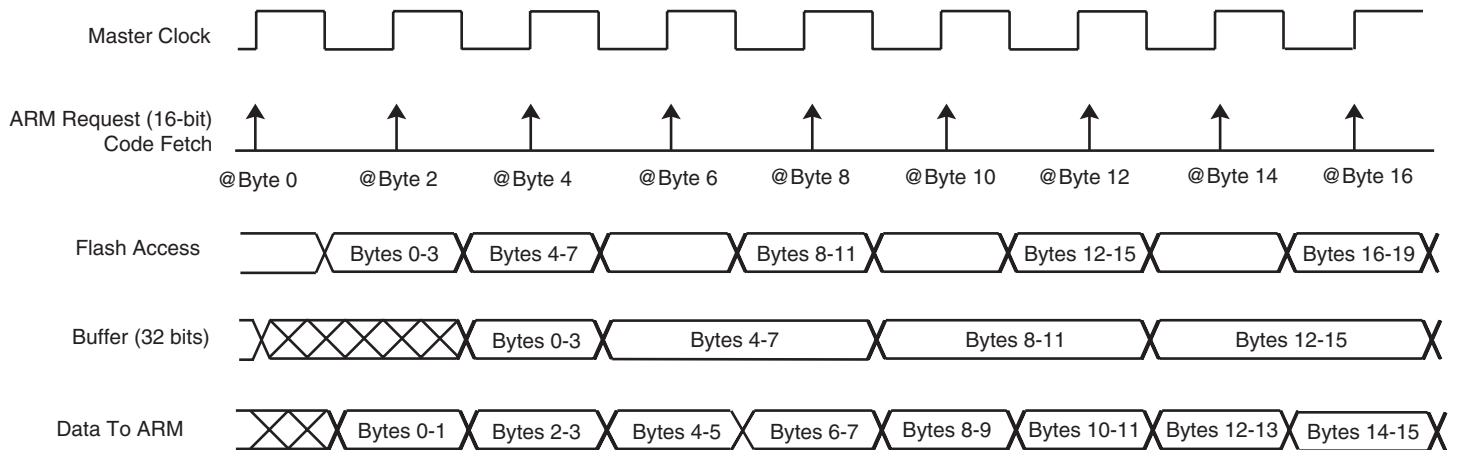 Master Clock
ARM Request (16-bit)
Code Fetch
@Byte 0 @Byte 2 @Byte 4 @Byte 6 @Byte 8 @Byte 10 @Byte 12 @Byte 14 @Byte 16
Flash Access Bytes 0-3 Bytes 4-7 Bytes 8-11 Bytes 12-15 Bytes 16-19
Buffer (32 bits) Bytes 0-3 Bytes 4-7 Bytes 8-11 Bytes 12-15
Data To ARM Bytes 0-1 Bytes 2-3 Bytes 4-5 Bytes 6-7 Bytes 8-9 Bytes 10-11 Bytes 12-13 Bytes 14-15